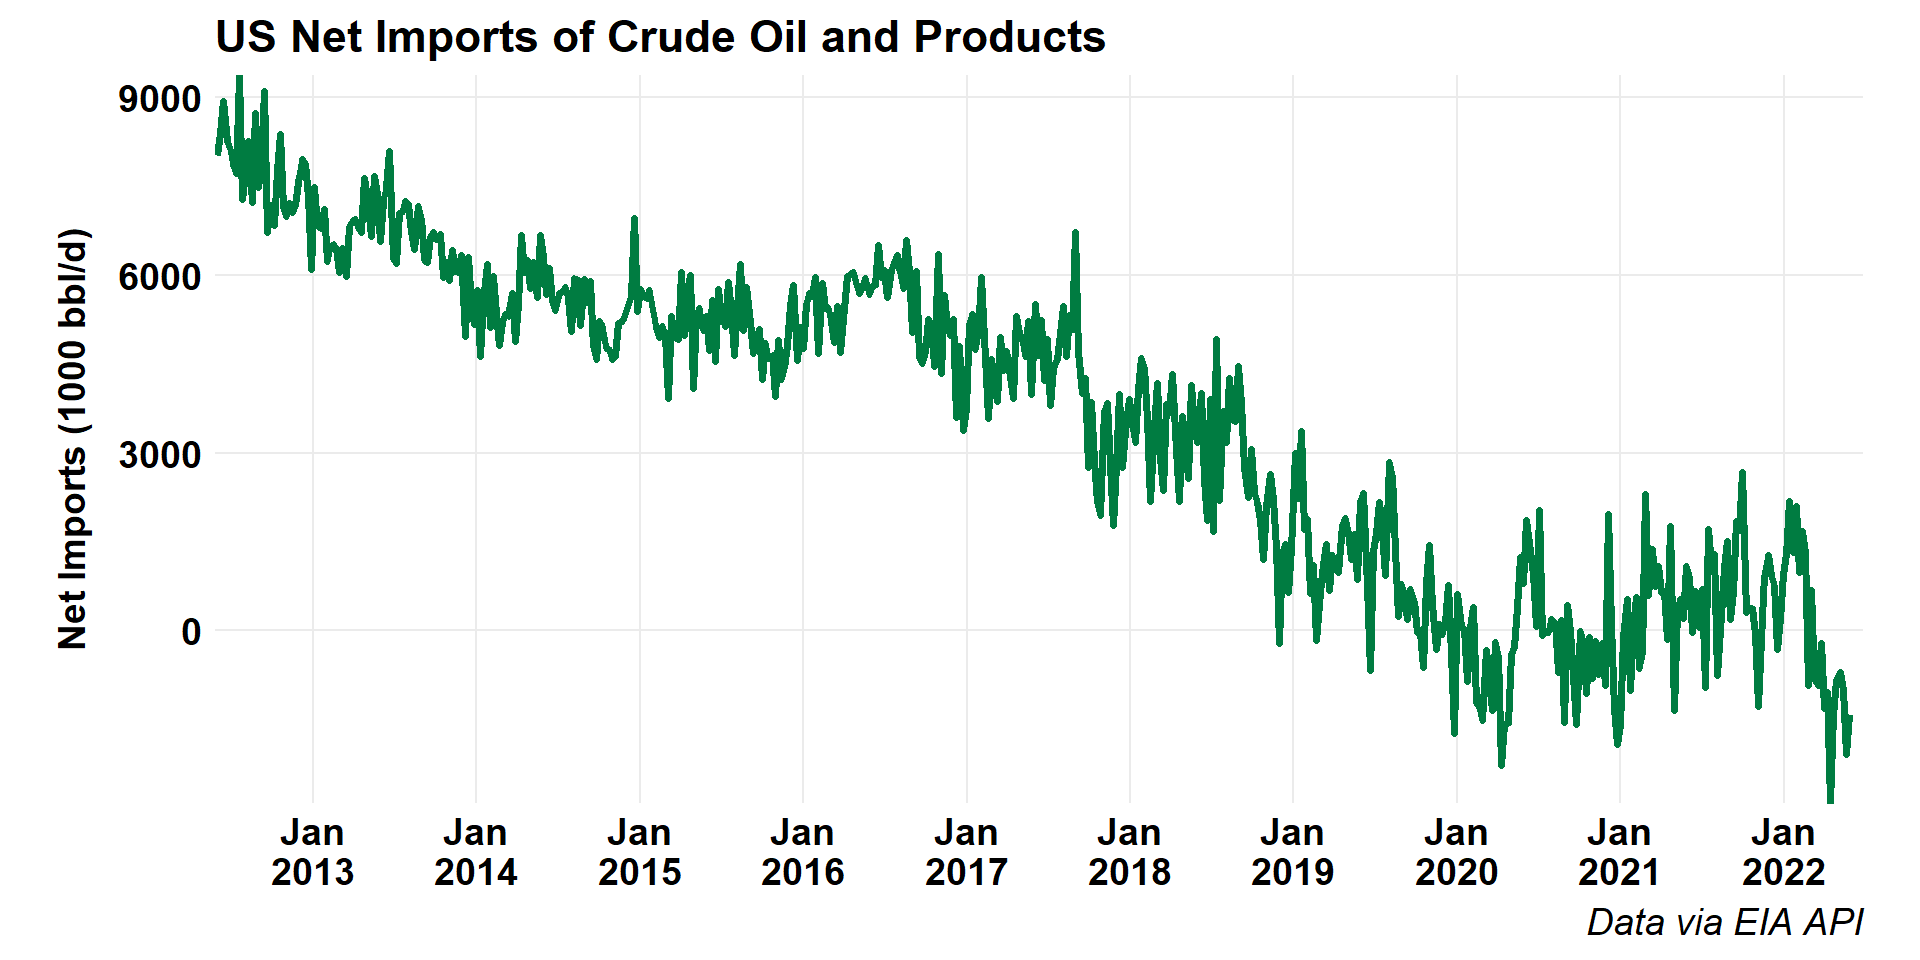 US Net Imports of Crude Oil and Products
Net Imports (1000 bbl/d)
9000
6000
3000
0
Jan 2013
Jan 2014
Jan 2015
Jan 2016
Jan 2017
Jan 2018
Jan 2019
Jan 2020
Jan 2021
Jan 2022
Data via EIA API